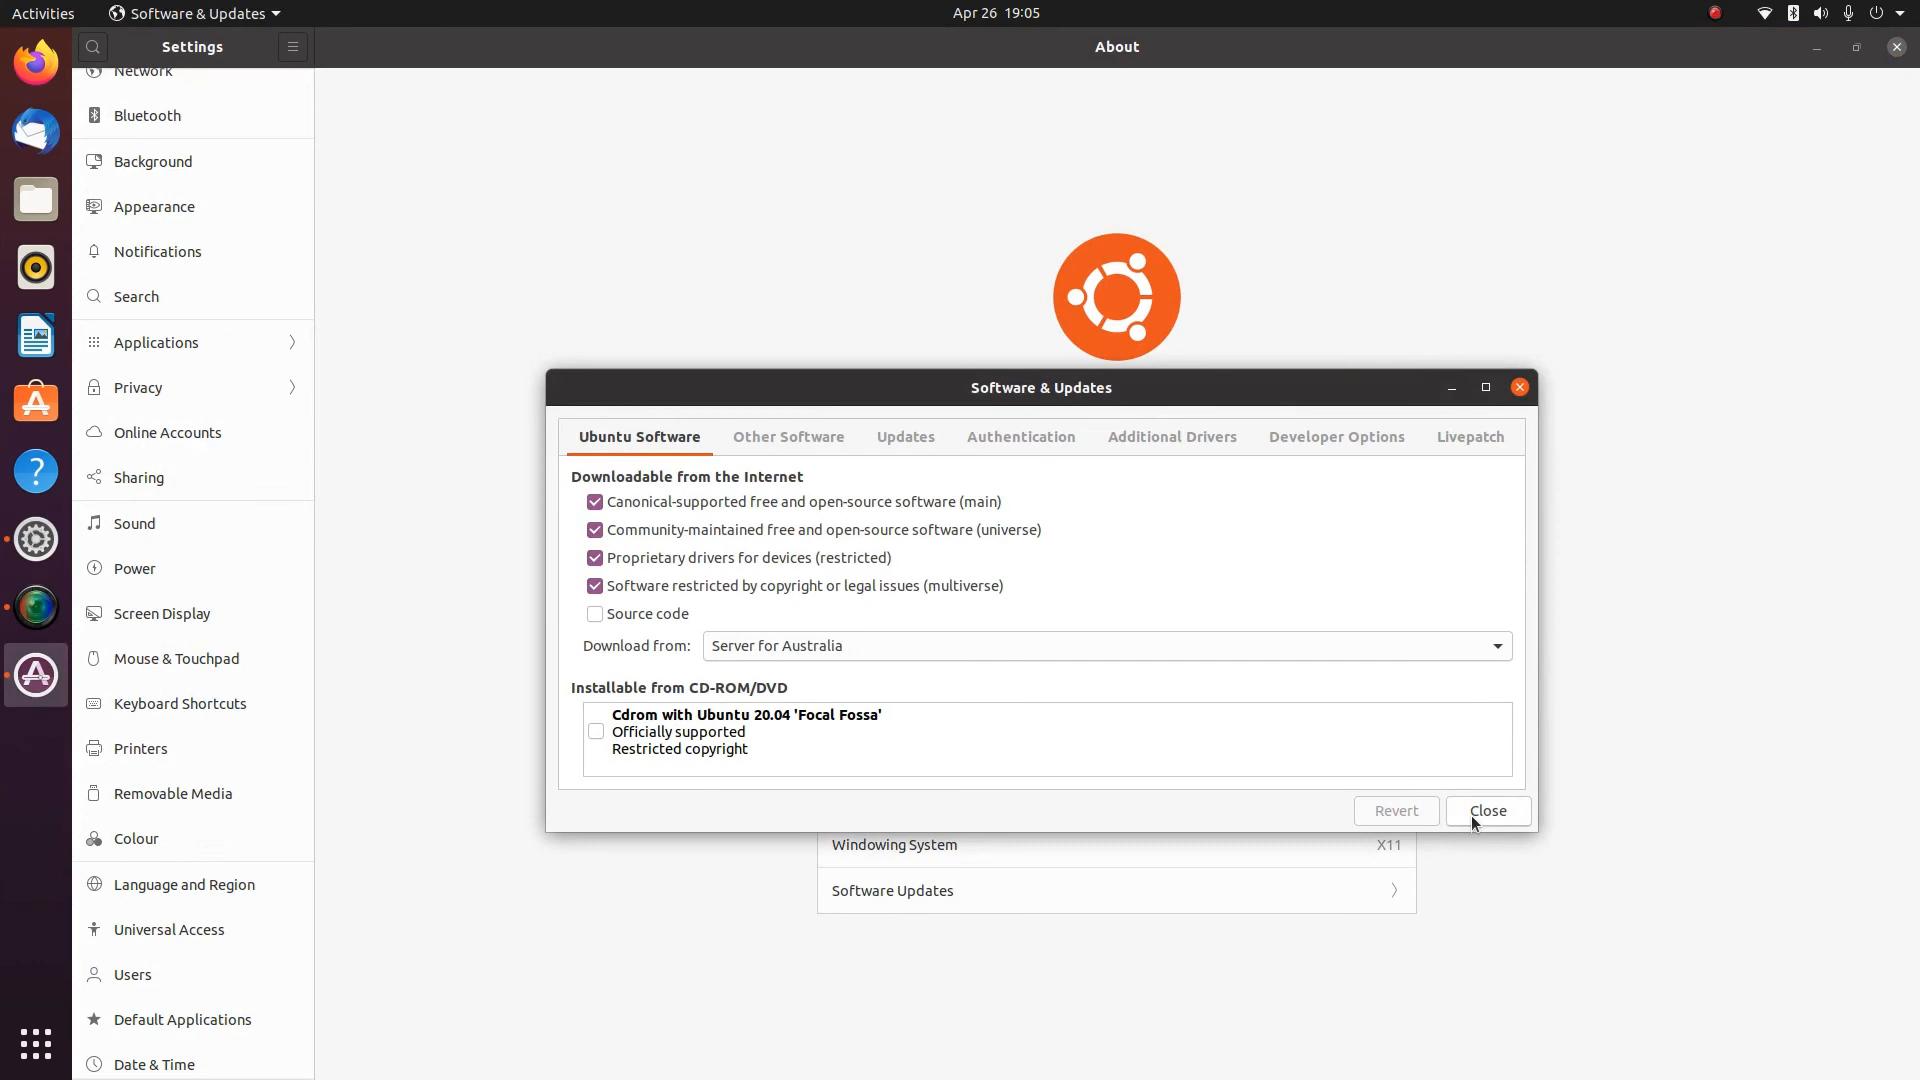 Activities
Software & Updates
Apr 26 19:05
Settings
About
Network
Bluetooth
Background
Appearance
Notifications
Search
Applications
Privacy
Online Accounts
Sharing
Sound
Power
Screen Display
Mouse & Touchpad
Keyboard Shortcuts
Printers
Removable Media
Colour
Language and Region
Universal Access
Users
Default Applications
Date & Time
Software & Updates
Ubuntu Software
Other Software
Updates
Authentication
Additional Drivers
Developer Options
Livepatch
Downloadable from the Internet
Canonical-supported free and open-source software (main)
Community-maintained free and open-source software (universe)
Proprietary drivers for devices (restricted)
Software restricted by copyright or legal issues (multiverse)
Source code
Download from: Server for Australia
Installable from CD-ROM/DVD
Cdrom with Ubuntu 20.04 'Focal Fossa'
Officially supported
Restricted copyright
Revert
Close
Windowing System X11
Software Updates